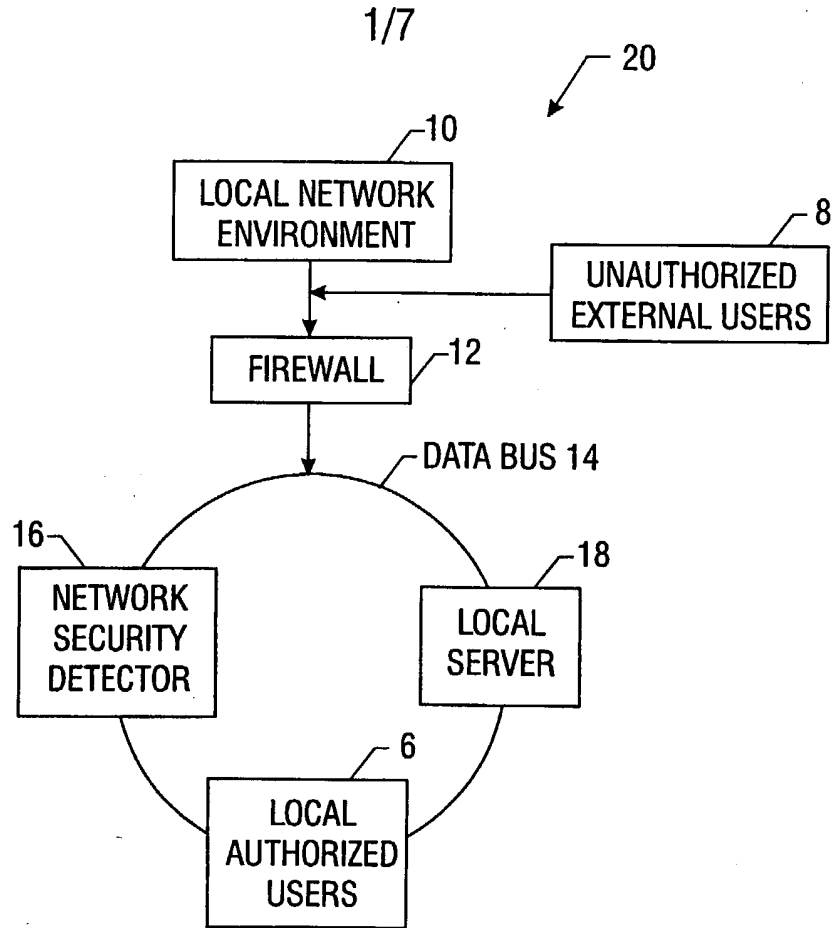 1/7
20
10
LOCAL NETWORK
ENVIRONMENT
8
UNAUTHORIZED
EXTERNAL USERS
FIREWALL
12
DATA BUS 14
16
NETWORK
SECURITY
DETECTOR
18
LOCAL
SERVER
6
LOCAL
AUTHORIZED
USERS